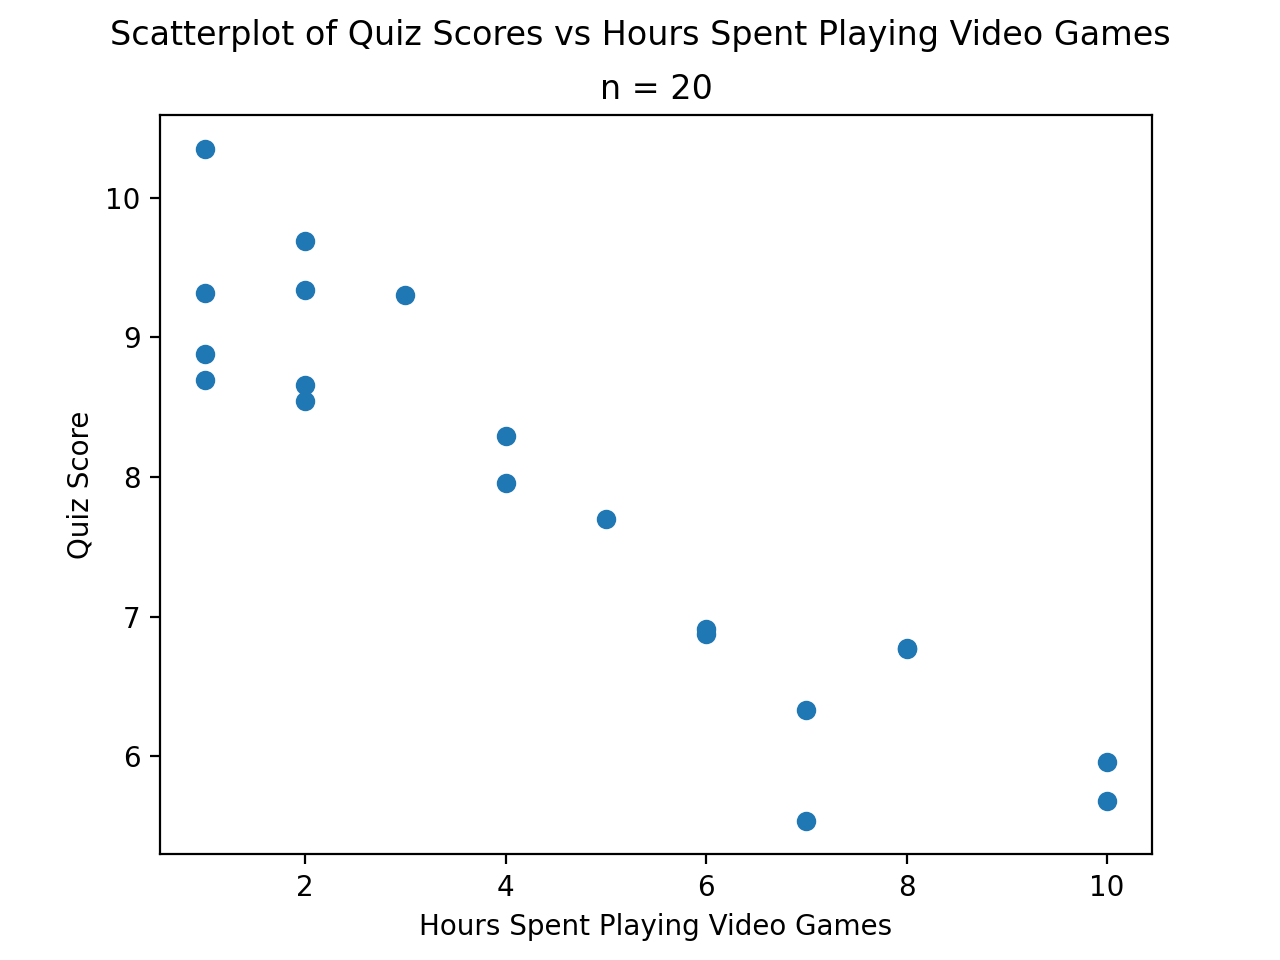 Scatterplot of Quiz Scores vs Hours Spent Playing Video Games
n = 20
10
9
8
7
6
Quiz Score
2 4 6 8 10
Hours Spent Playing Video Games